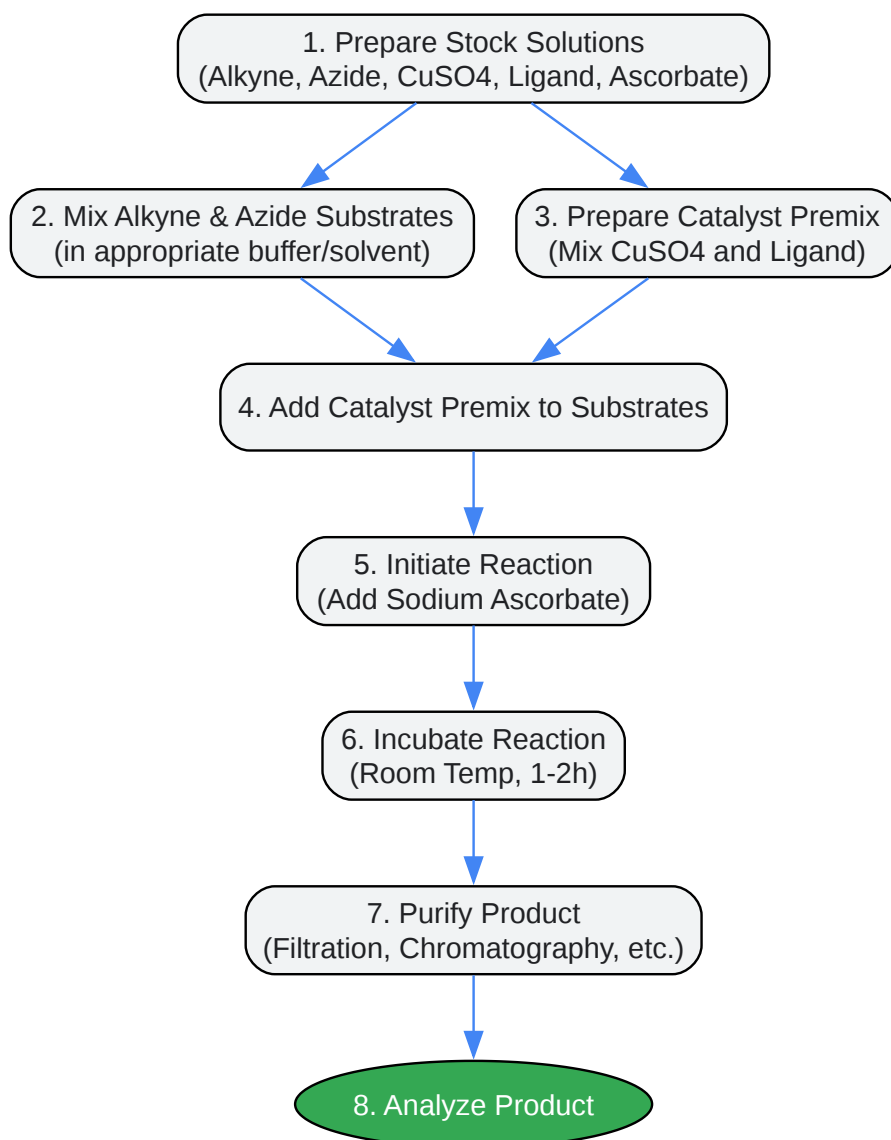 1. Prepare Stock Solutions
(Alkyne, Azide, CuSO4, Ligand, Ascorbate)
2. Mix Alkyne & Azide Substrates
(in appropriate buffer/solvent)
3. Prepare Catalyst Premix
(Mix CuSO4 and Ligand)
4. Add Catalyst Premix to Substrates
5. Initiate Reaction
(Add Sodium Ascorbate)
6. Incubate Reaction
(Room Temp, 1-2h)
7. Purify Product
(Filtration, Chromatography, etc.)
8. Analyze Product